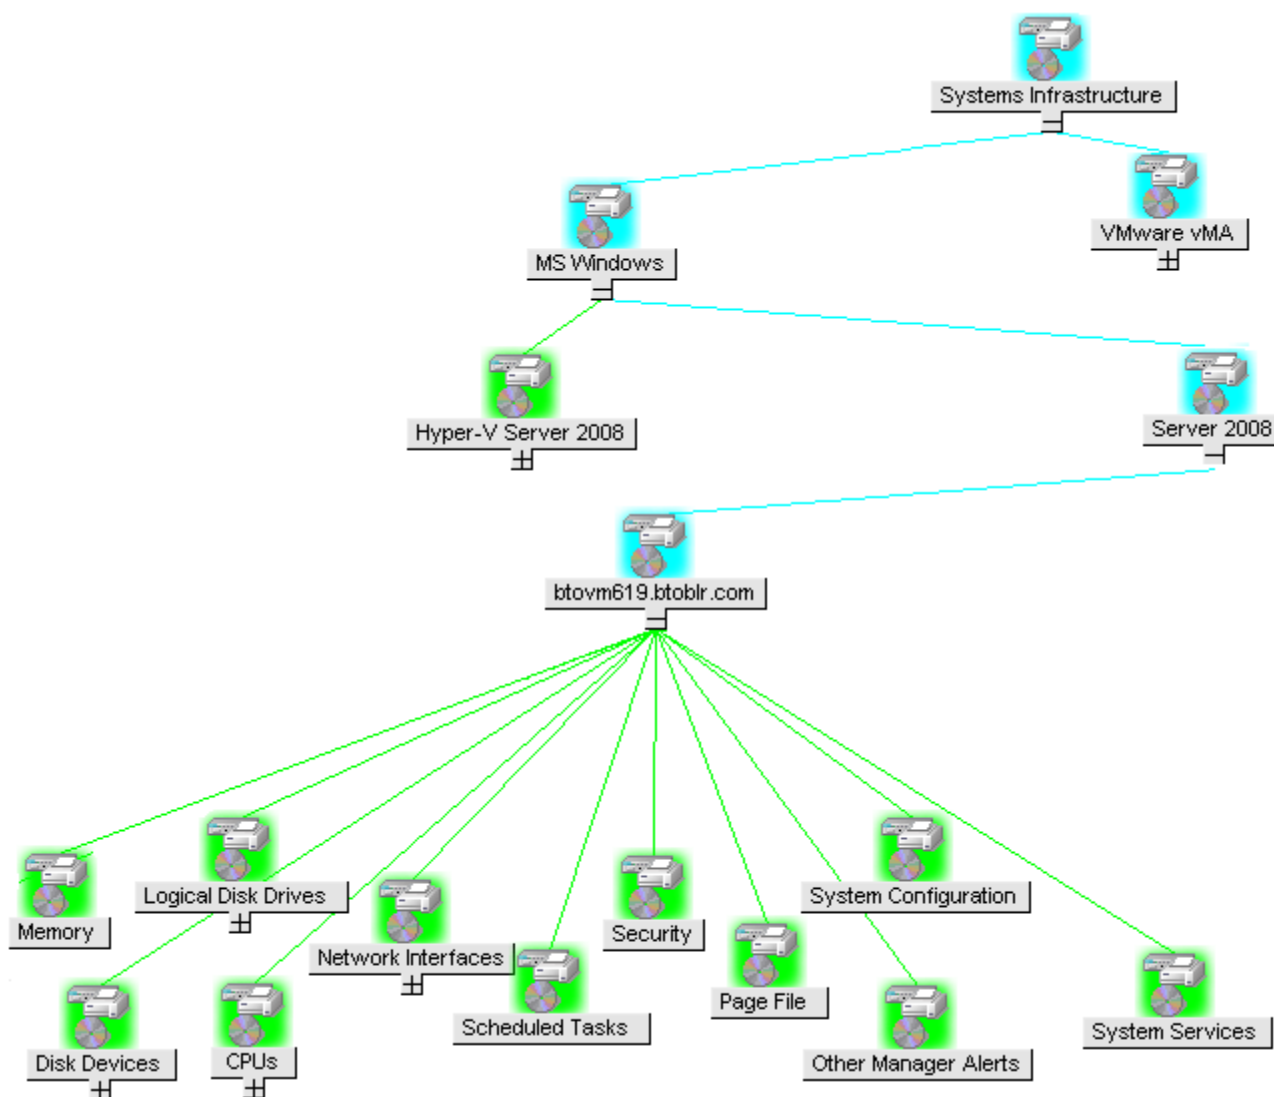 Systems Infrastructure
VMware vMA
MS Windows
Hyper-V Server 2008
Server 2008
btovm619.btoblr.com
Logical Disk Drives
System Configuration
Memory
Security
Network Interfaces
Page File
Scheduled Tasks
System Services
Disk Devices
CPUs
Other Manager Alerts